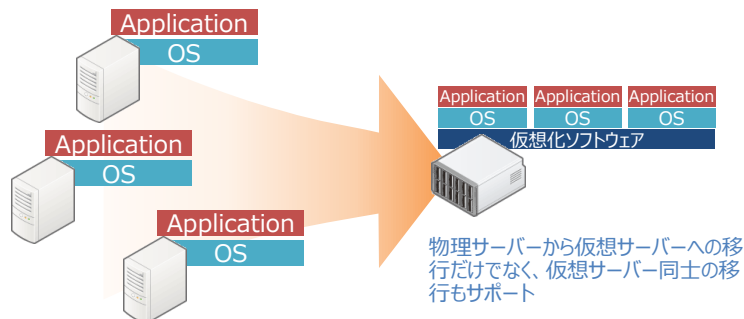 Application
OS
Application
OS
Application
OS
Application Application Application
OS OS OS
仮想化ソフトウェア
物理サーバーから仮想サーバーへの移
行だけでなく、仮想サーバー同士の移
行もサポート